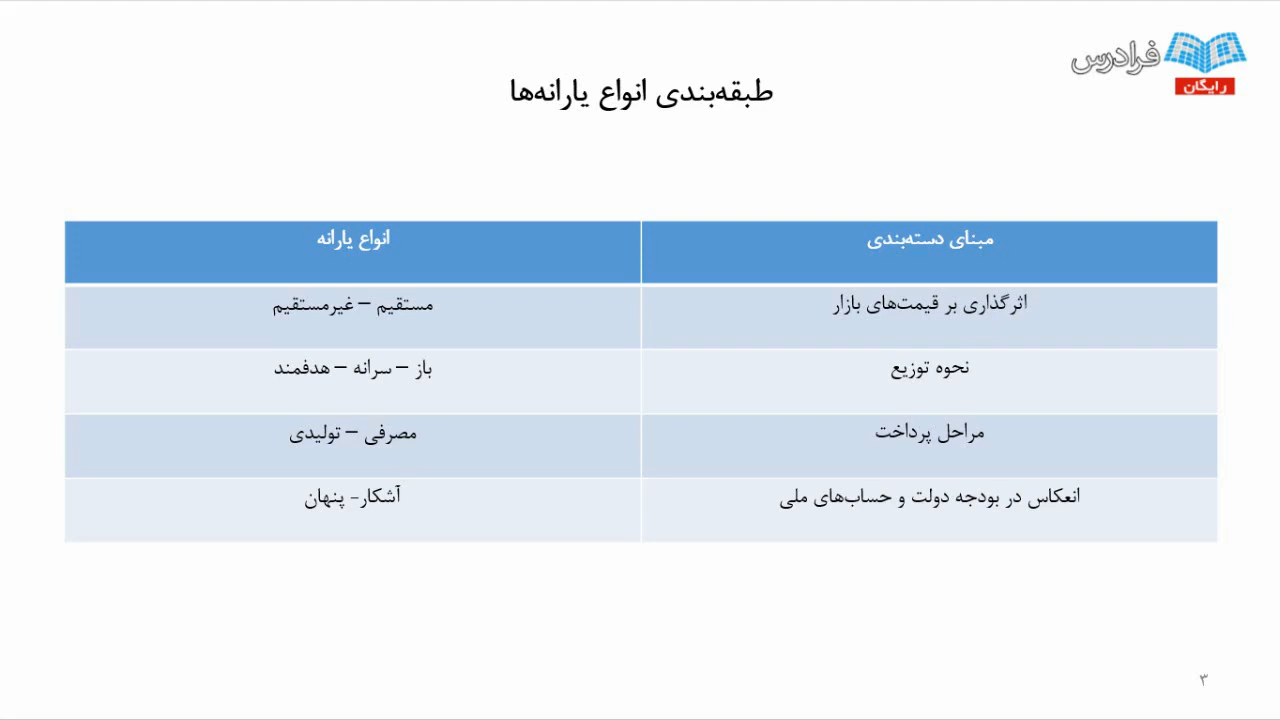 فرادرس
رایگان
طبقه‌بندی انواع یارانه‌ها
مبنای دسته‌بندی	انواع یارانه
اثرگذاری بر قیمت‌های بازار	مستقیم – غیرمستقیم
نحوه توزیع	باز – سرانه – هدفمند
مراحل پرداخت	مصرفی – تولیدی
انعکاس در بودجه دولت و حساب‌های ملی	آشکار- پنهان
۳